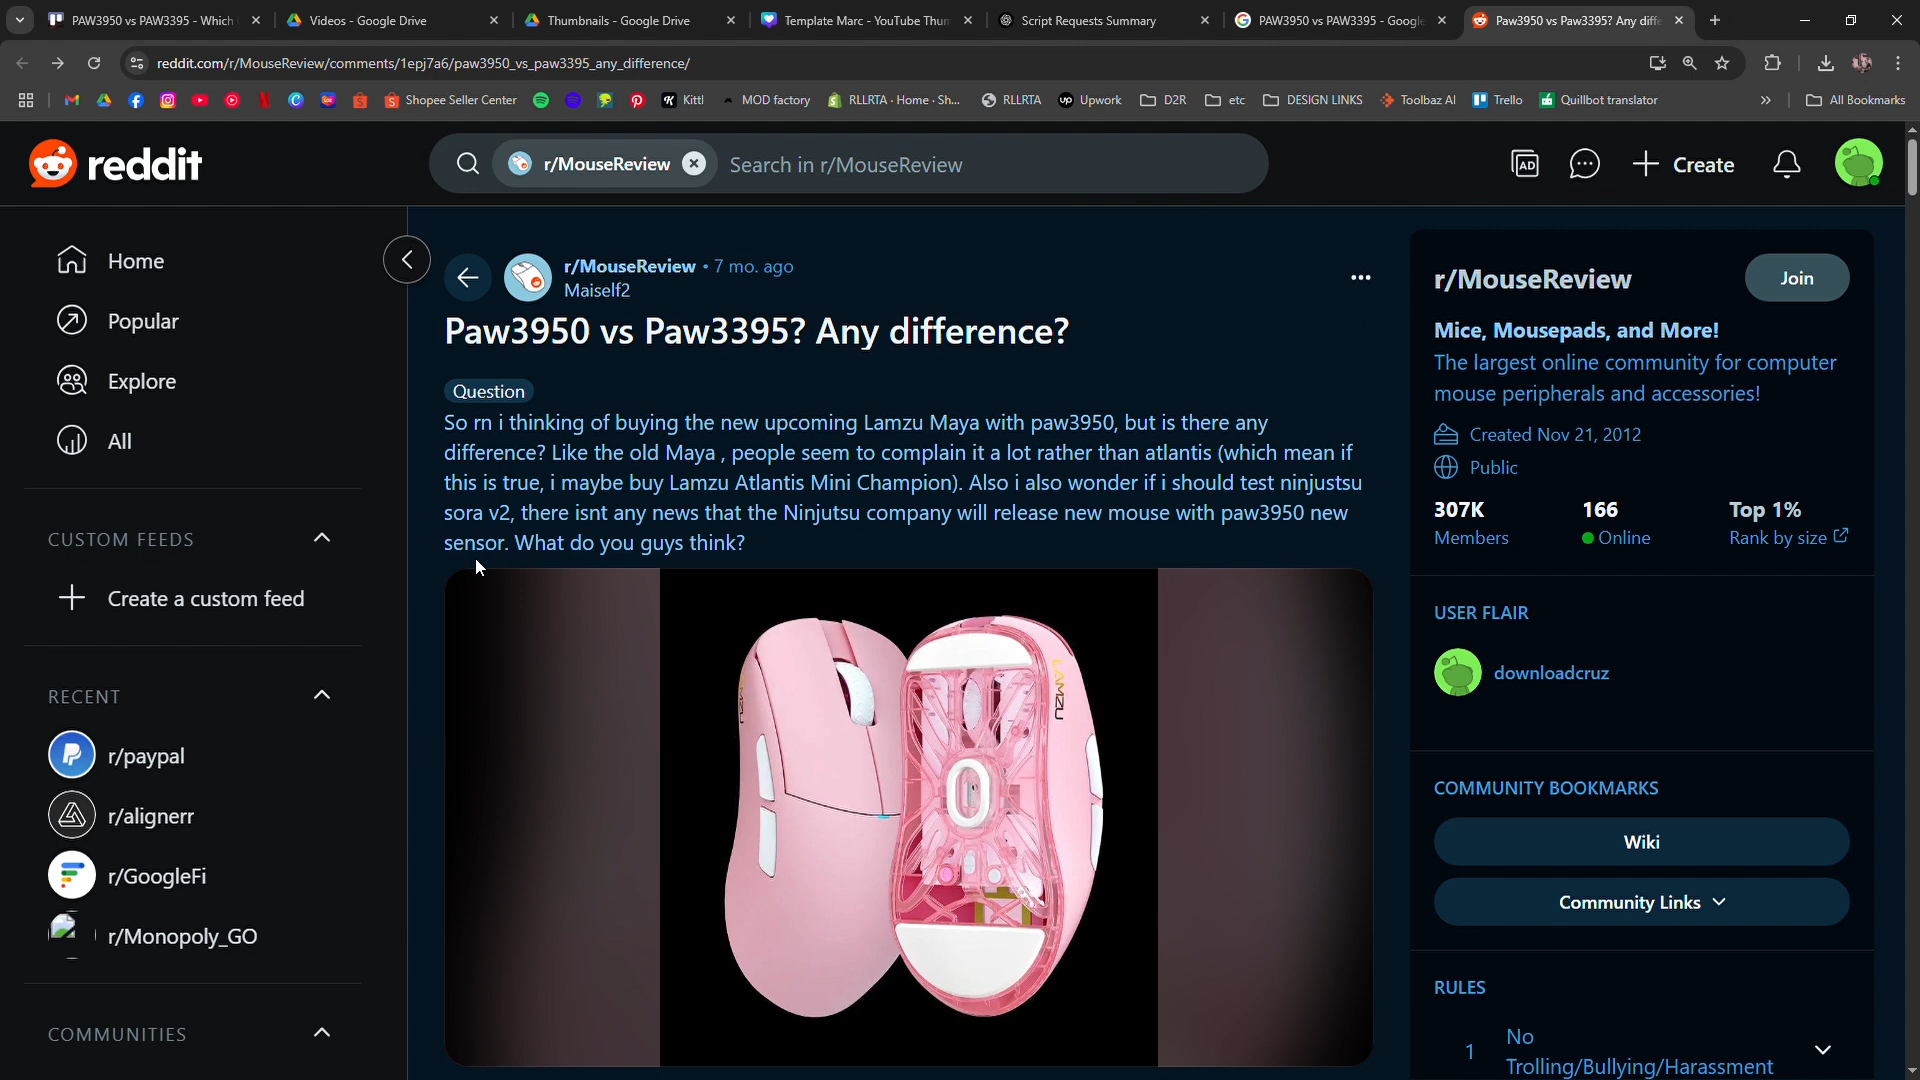 PAW3950 vs PAW3395 - Which
Videos - Google Drive
Thumbnails - Google Drive
Template Marc - YouTube Thum
Script Requests Summary
PAW3950 vs PAW3395 - Google
Paw3950 vs Paw3395? Any diffe
reddit.com/r/MouseReview/comments/1epj7a6/paw3950_vs_paw3395_any_difference/
Shopee Seller Center
Kittl
MOD factory
RLLRTA - Home - Sh...
RLLRTA
Upwork
D2R
etc
DESIGN LINKS
Toolbaz AI
Trello
Quillbot translator
All Bookmarks
reddit
r/MouseReview
Search in r/MouseReview
AD
Create
Home
Popular
Explore
All
CUSTOM FEEDS
Create a custom feed
RECENT
r/paypal
r/alignerr
r/GoogleFi
r/Monopoly_GO
COMMUNITIES
r/MouseReview • 7 mo. ago
Maiself2
Paw3950 vs Paw3395? Any difference?
Question
So rn i thinking of buying the new upcoming Lamzu Maya with paw3950, but is there any
difference? Like the old Maya , people seem to complain it a lot rather than atlantis (which mean if
this is true, i maybe buy Lamzu Atlantis Mini Champion). Also i also wonder if i should test ninjustsu
sora v2, there isnt any news that the Ninjutsu company will release new mouse with paw3950 new
sensor. What do you guys think?
LAMZU
r/MouseReview
Join
Mice, Mousepads, and More!
The largest online community for computer
mouse peripherals and accessories!
Created Nov 21, 2012
Public
307K
Members
166
Online
Top 1%
Rank by size
USER FLAIR
downloadcruz
COMMUNITY BOOKMARKS
Wiki
Community Links
RULES
1
No
Trolling/Bullying/Harassment